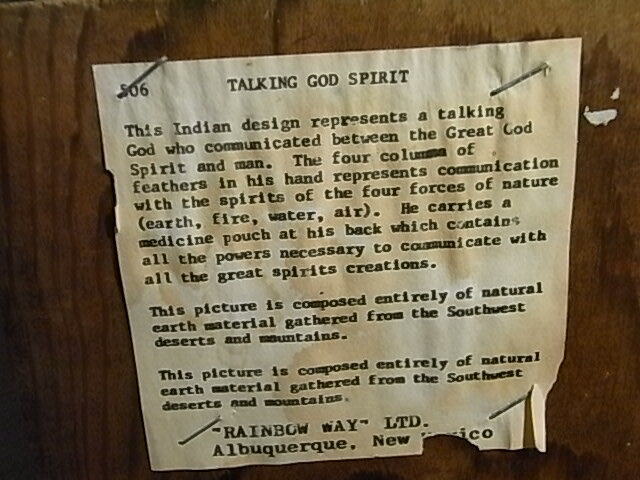 506 TALKING GOD SPIRIT
This Indian design represents a talking
God who communicated between the Great God
Spirit and man. The four columns of
feathers in his hand represents communication
with the spirits of the four forces of nature
(earth, fire, water, air). He carries a
medicine pouch at his back which contains
all the powers necessary to communicate with
all the great spirits creations.
This picture is composed entirely of natural
earth material gathered from the Southwest
deserts and mountains.
This picture is composed entirely of natural
earth material gathered from the Southwest
deserts and mountains.
"RAINBOW WAY" LTD.
Albuquerque, New